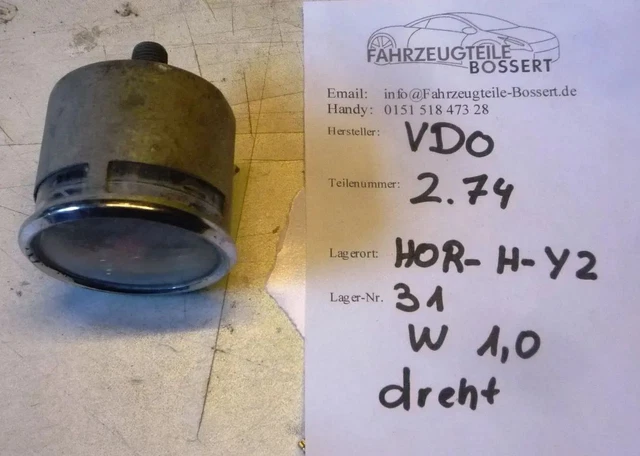 FAHRZEUGTEILE
BOSSERT
Email: info@Fahrzeugteile-Bossert.de
Handy: 0151 518 473 28
Hersteller: VDO
Teilenummer: 2.74
Lagerort: HOR-H-Y2
Lager-Nr. 31
W 1,0
dreht